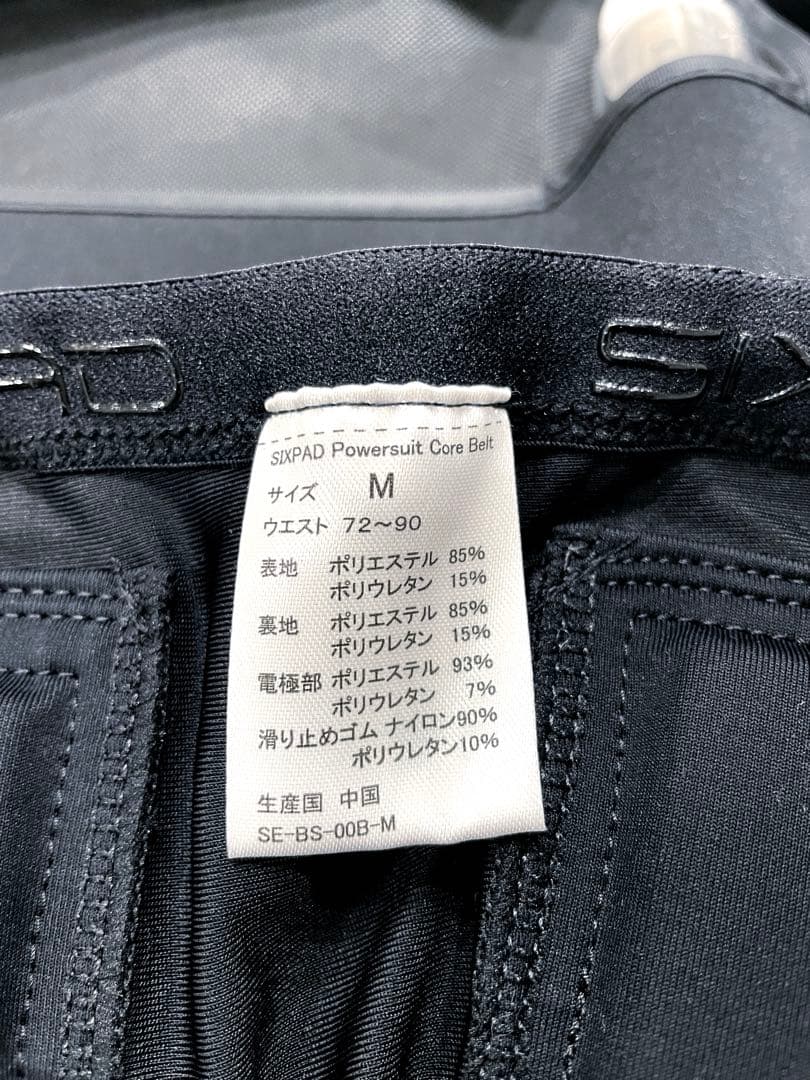 AD
SIX
SIXPAD Powersuit Core Belt
サイズ M
ウエスト 72～90
表地 ポリエステル 85%
ポリウレタン 15%
裏地 ポリエステル 85%
ポリウレタン 15%
電極部 ポリエステル 93%
ポリウレタン 7%
滑り止めゴム ナイロン90%
ポリウレタン10%
生産国 中国
SE-BS-00B-M